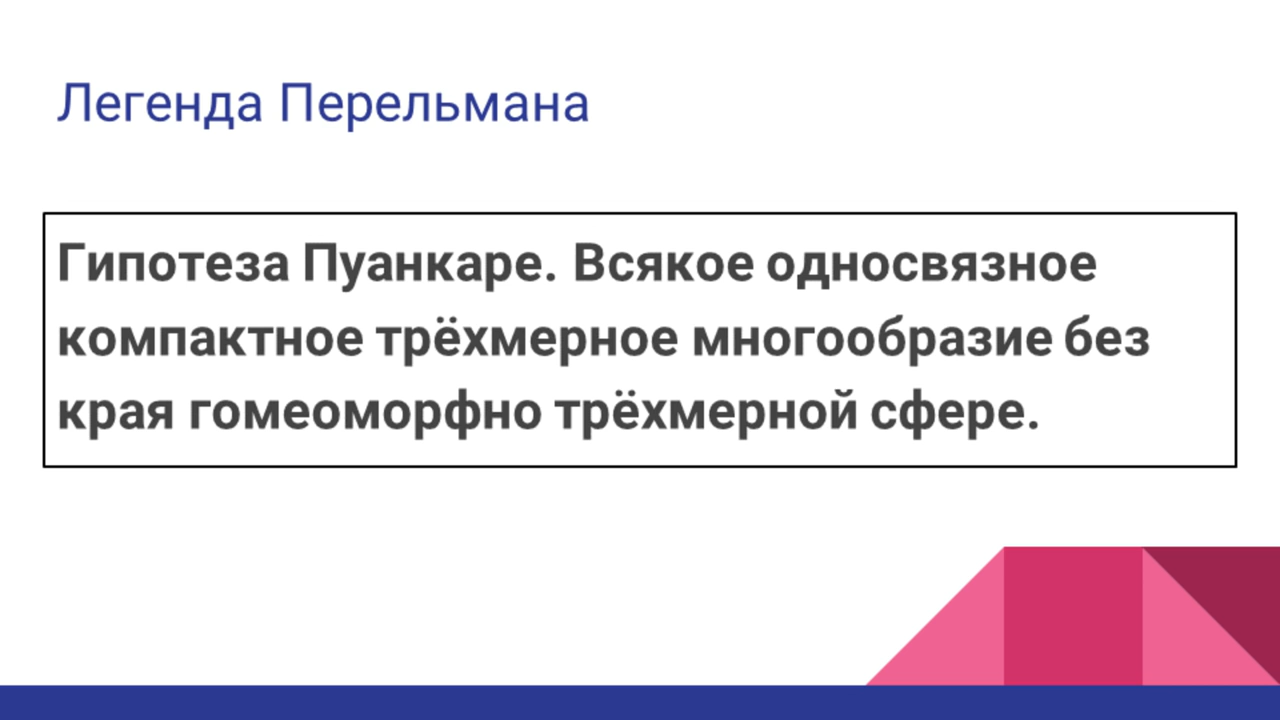 Легенда Перельмана
Гипотеза Пуанкаре. Всякое односвязное
компактное трёхмерное многообразие без
края гомеоморфно трёхмерной сфере.